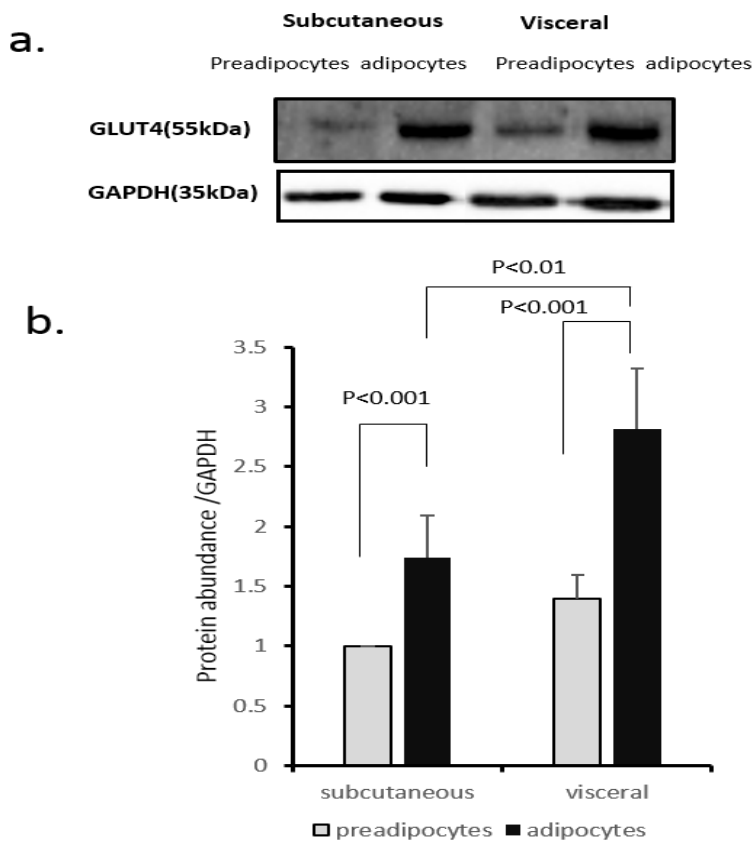 a.
Subcutaneous Visceral
Preadipocytes adipocytes Preadipocytes adipocytes
GLUT4(55kDa)
GAPDH(35kDa)
b.
P<0.01
P<0.001
P<0.001
Protein abundance /GAPDH
3.5
3
2.5
2
1.5
1
0.5
0
subcutaneous visceral
preadipocytes adipocytes